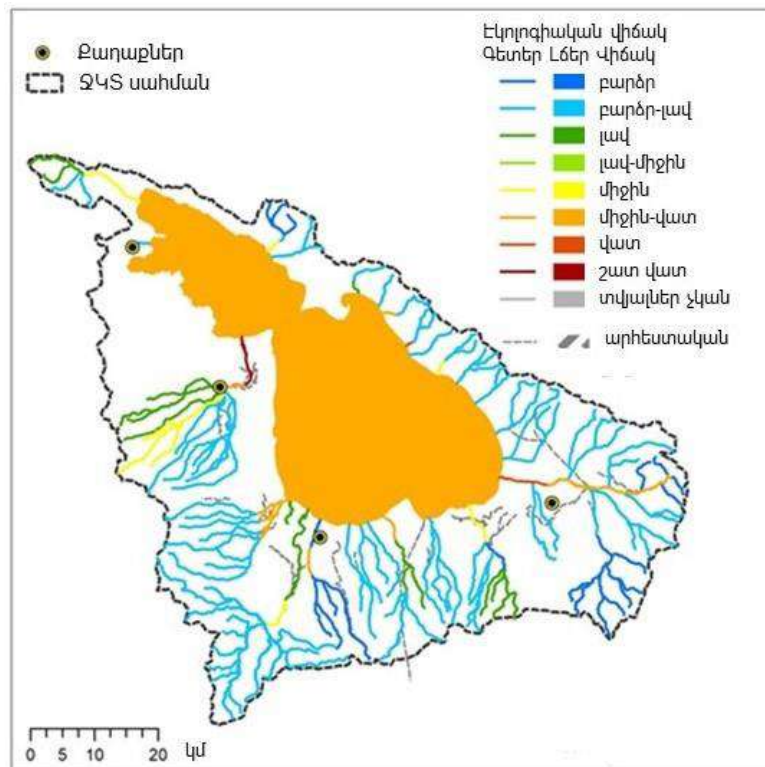 Քաղաքներ
ՋԿՏ սահման
Էկոլոգիական վիճակ
Գետեր Լճեր Վիճակ
բարձր
բարձր-լավ
լավ
լավ-միջին
միջին
միջին-վատ
վատ
շատ վատ
տվյալներ չկան
արհեստական
0 5 10 20 կմ